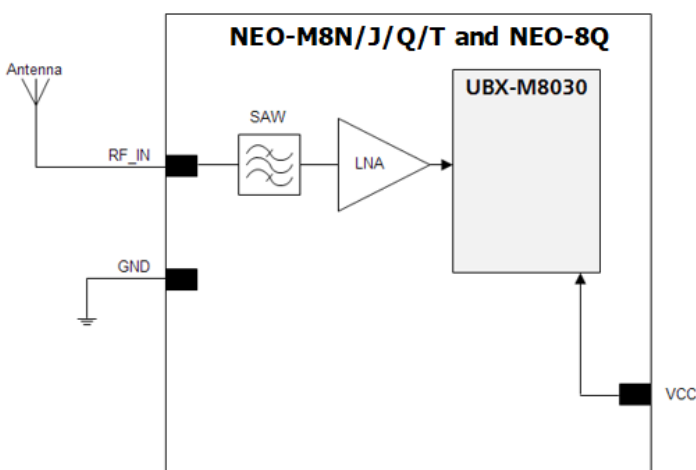 NEO-M8N/J/Q/T and NEO-8Q
Antenna
UBX-M8030
SAW
RF_IN
LNA
GND
VCC